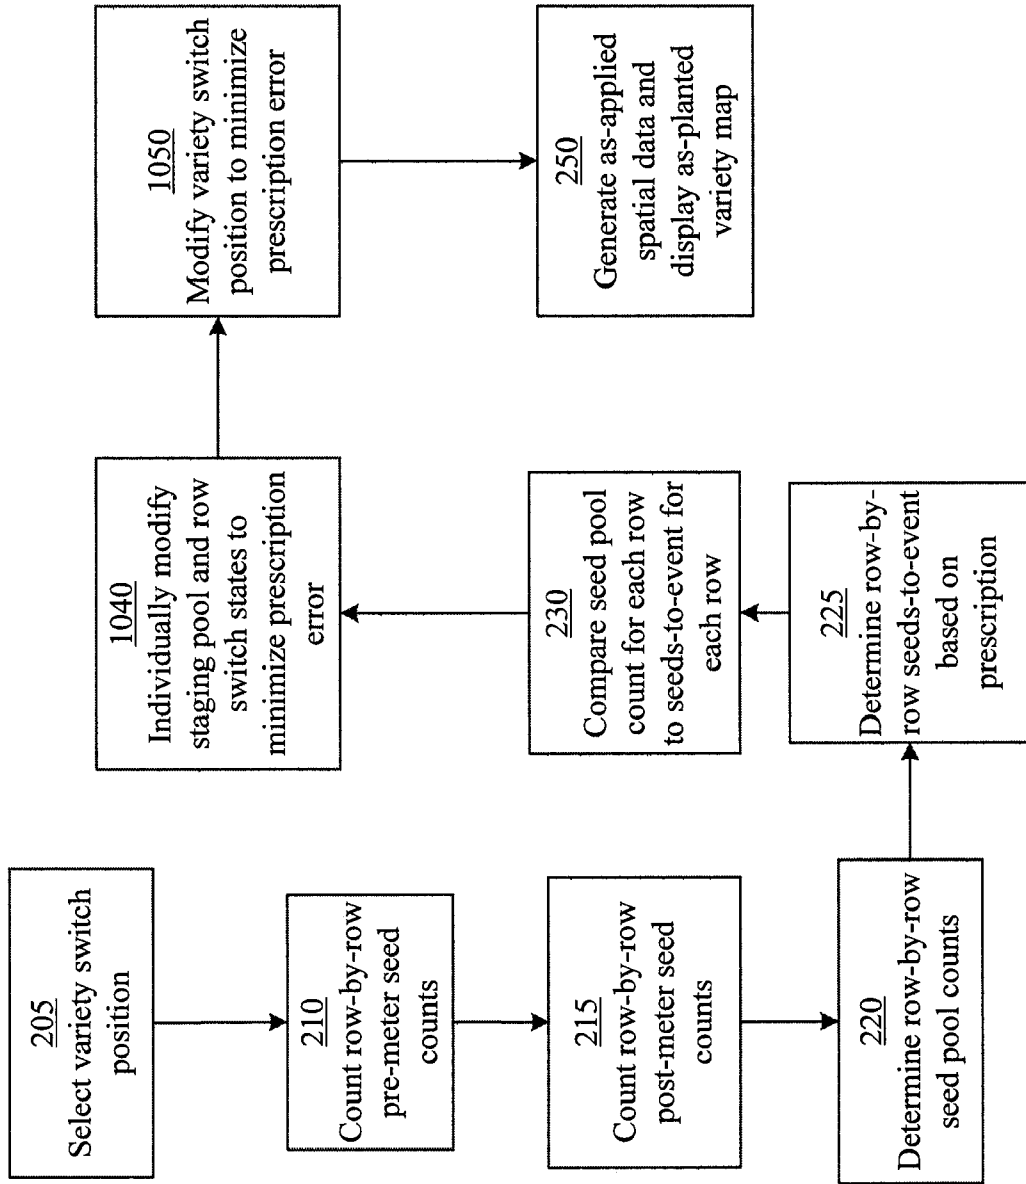 205
Select variety switch
position
210
Count row-by-row
pre-meter seed
counts
215
Count row-by-row
post-meter seed
counts
220
Determine row-by-row
seed pool counts
225
Determine row-by-
row seeds-to-event
based on
prescription
230
Compare seed pool
count for each row
to seeds-to-event for
each row
1040
Individually modify
staging pool and row
switch states to
minimize prescription
error
1050
Modify variety switch
position to minimize
prescription error
250
Generate as-applied
spatial data and
display as-planted
variety map